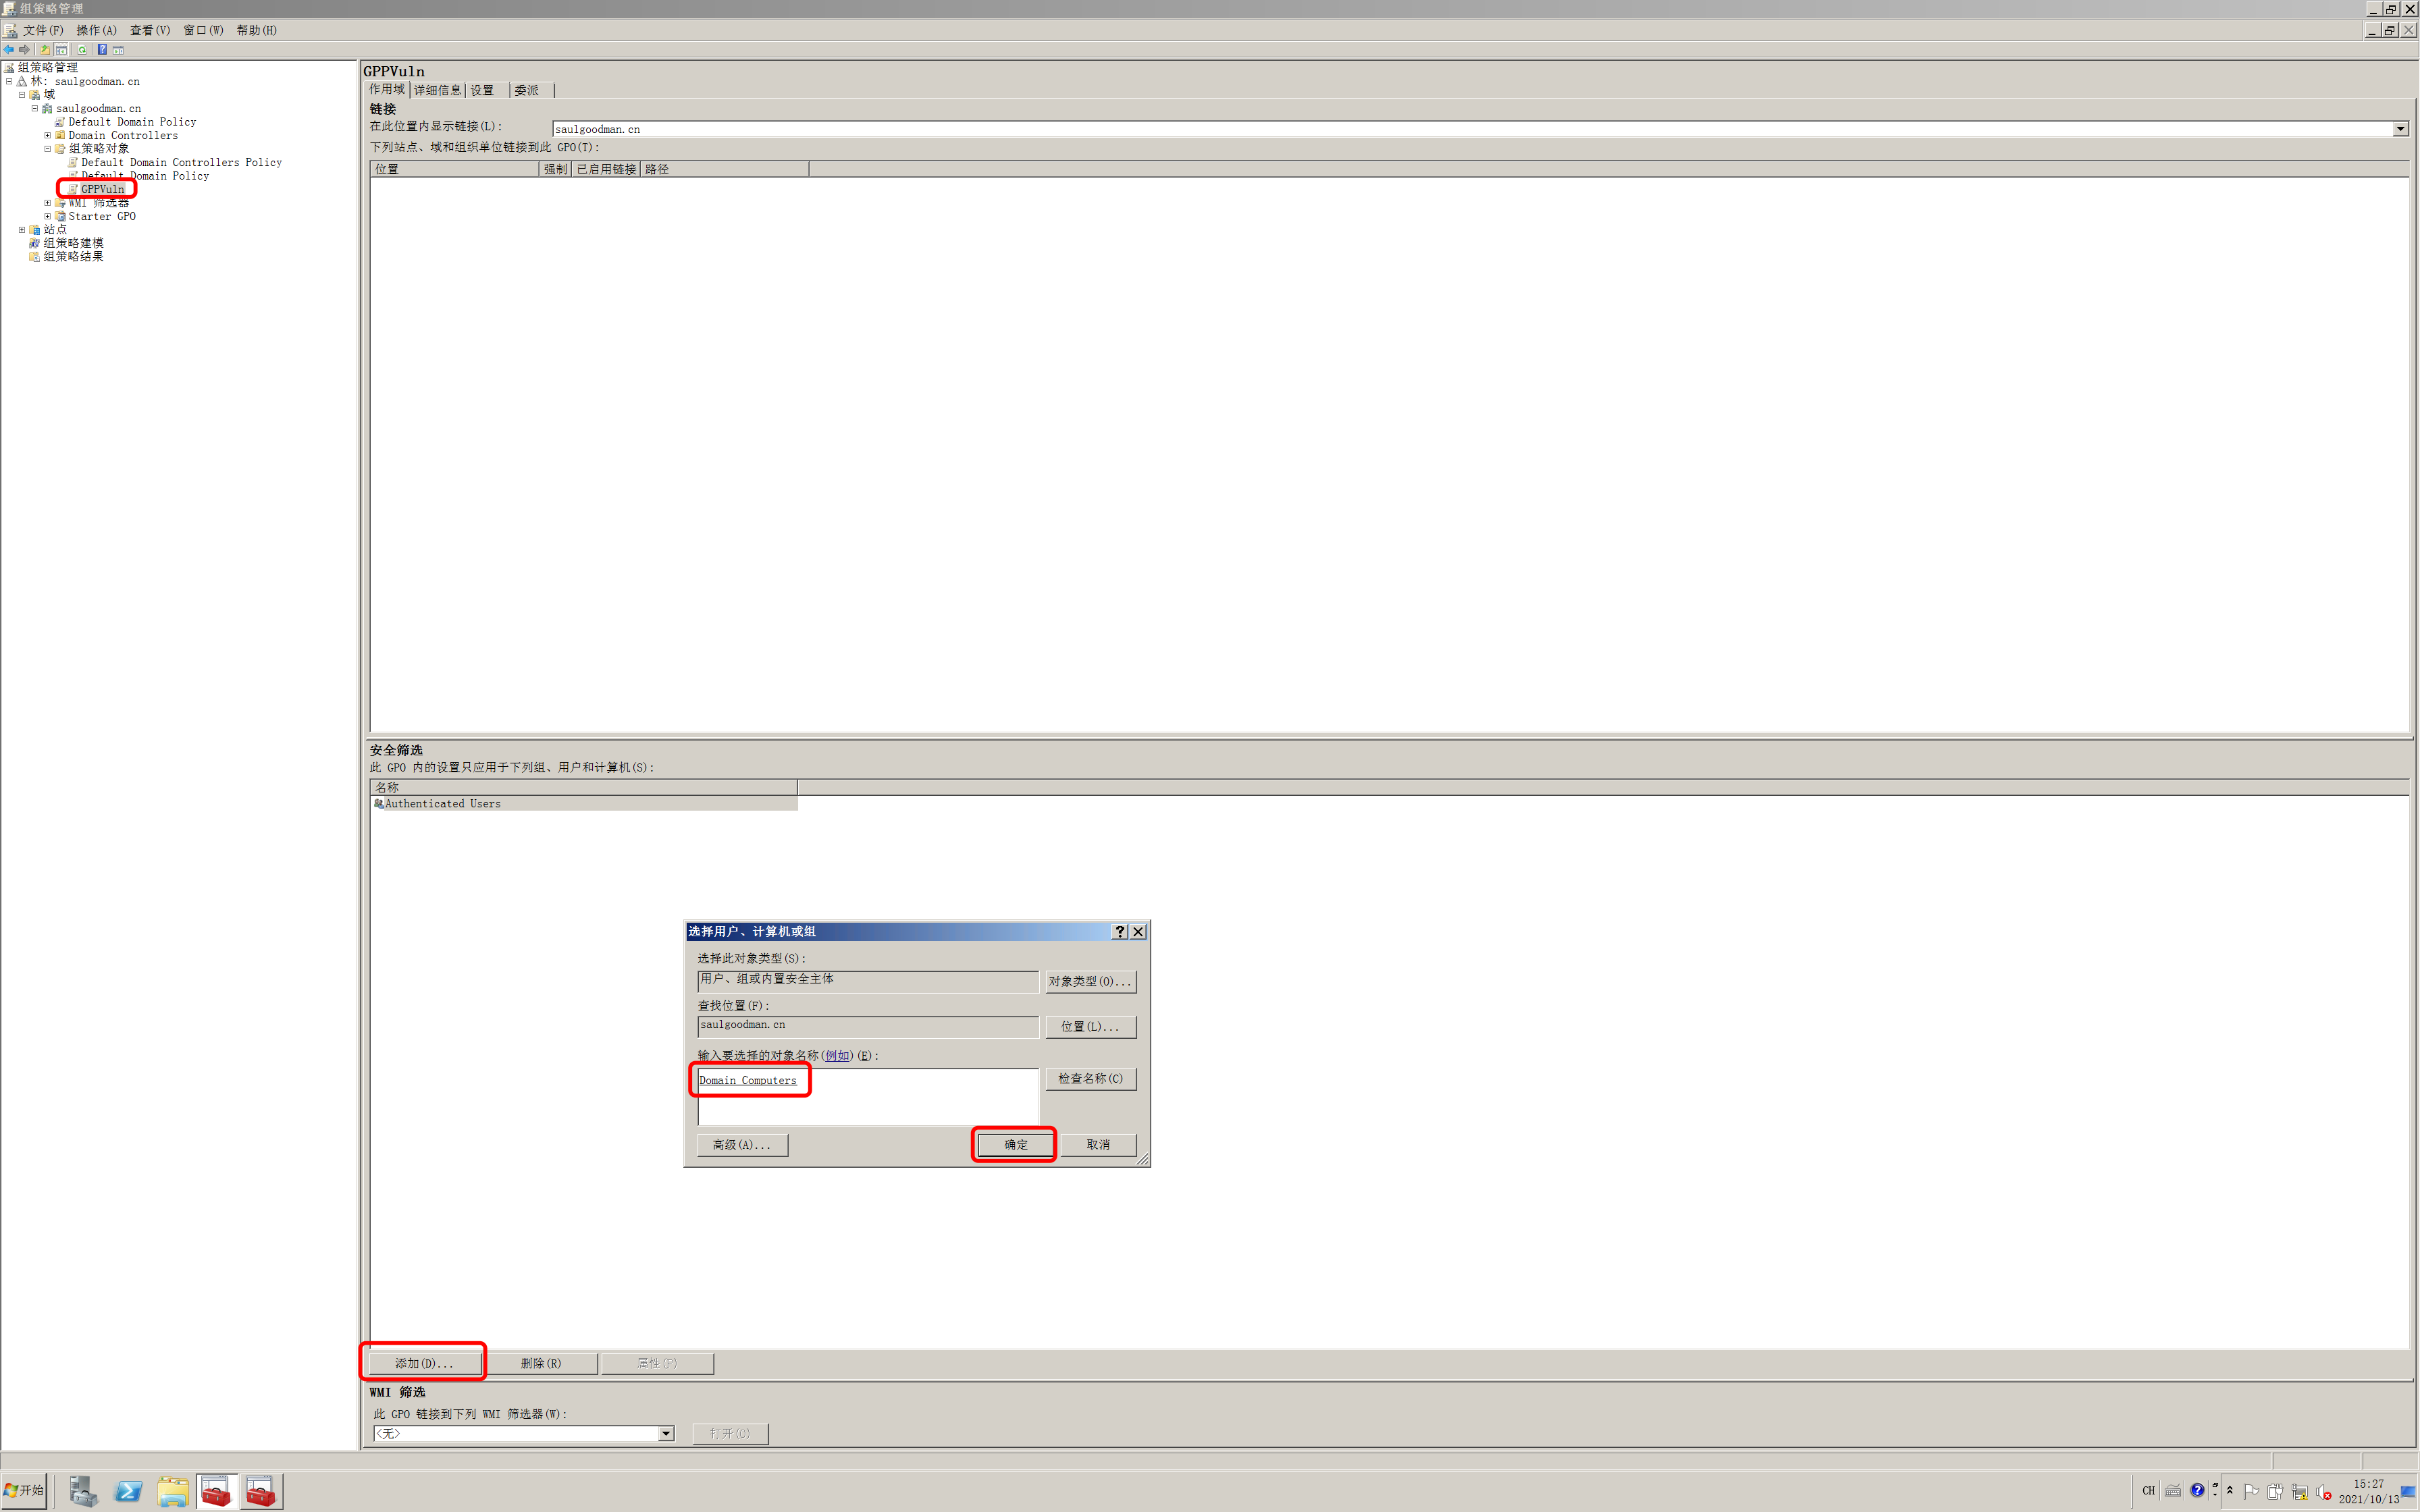 组策略管理
文件(F) 操作(A) 查看(V) 窗口(W) 帮助(H)
组策略管理
林: saulgoodman.cn
域
saulgoodman.cn
Default Domain Policy
Domain Controllers
组策略对象
Default Domain Controllers Policy
Default Domain Policy
GPPVuln
WMI 筛选器
Starter GPO
站点
组策略建模
组策略结果
GPPVuln
作用域 详细信息 设置 委派
链接
在此位置内显示链接(L): saulgoodman.cn
下列站点、域和组织单位链接到此 GPO(T):
位置 强制 已启用链接 路径
安全筛选
此 GPO 内的设置只应用于下列组、用户和计算机(S):
名称
Authenticated Users
选择用户、计算机或组
选择此对象类型(S):
用户、组或内置安全主体 对象类型(O)...
查找位置(F):
saulgoodman.cn 位置(L)...
输入要选择的对象名称(例如)(E):
Domain Computers 检查名称(C)
高级(A)... 确定 取消
添加(D)... 删除(R) 属性(P)
WMI 筛选
此 GPO 链接到下列 WMI 筛选器(W):
<无> 打开(O)
开始 CH 15:27
2021/10/13